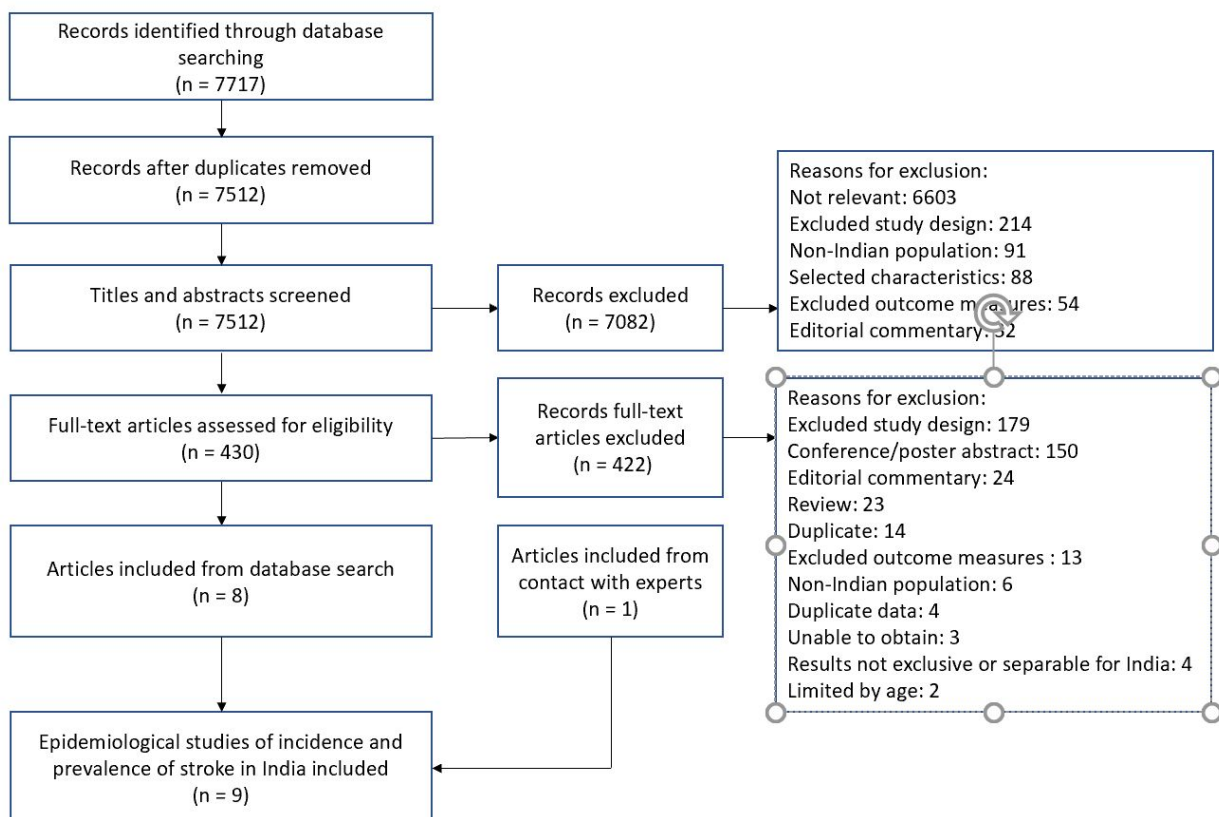 Records identified through database
searching
(n = 7717)
Records after duplicates removed
(n = 7512)
Titles and abstracts screened
(n = 7512)
Records excluded
(n = 7082)
Reasons for exclusion:
Not relevant: 6603
Excluded study design: 214
Non-Indian population: 91
Selected characteristics: 88
Excluded outcome measures: 54
Editorial commentary: 32
Full-text articles assessed for eligibility
(n = 430)
Records full-text
articles excluded
(n = 422)
Reasons for exclusion:
Excluded study design: 179
Conference/poster abstract: 150
Editorial commentary: 24
Review: 23
Duplicate: 14
Excluded outcome measures : 13
Non-Indian population: 6
Duplicate data: 4
Unable to obtain: 3
Results not exclusive or separable for India: 4
Limited by age: 2
Articles included from database search
(n = 8)
Articles included from
contact with experts
(n = 1)
Epidemiological studies of incidence and
prevalence of stroke in India included
(n = 9)